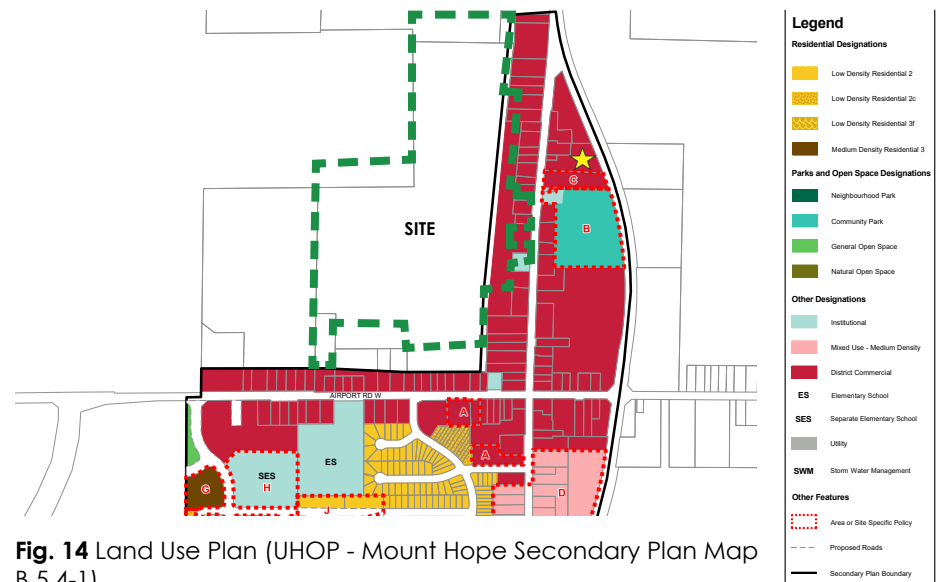 SITE
C
B
AIRPORT RD W
A
A
SES
H
ES
G
J
D
Legend
Residential Designations
Low Density Residential 2
Low Density Residential 2c
Low Density Residential 3f
Medium Density Residential 3
Parks and Open Space Designations
Neighbourhood Park
Community Park
General Open Space
Natural Open Space
Other Designations
Institutional
Mixed Use - Medium Density
District Commercial
ES Elementary School
SES Separate Elementary School
Utility
SWM Storm Water Management
Other Features
Area or Site Specific Policy
Proposed Roads
Secondary Plan Boundary
Fig. 14 Land Use Plan (UHOP - Mount Hope Secondary Plan Map
B.5.4-1)